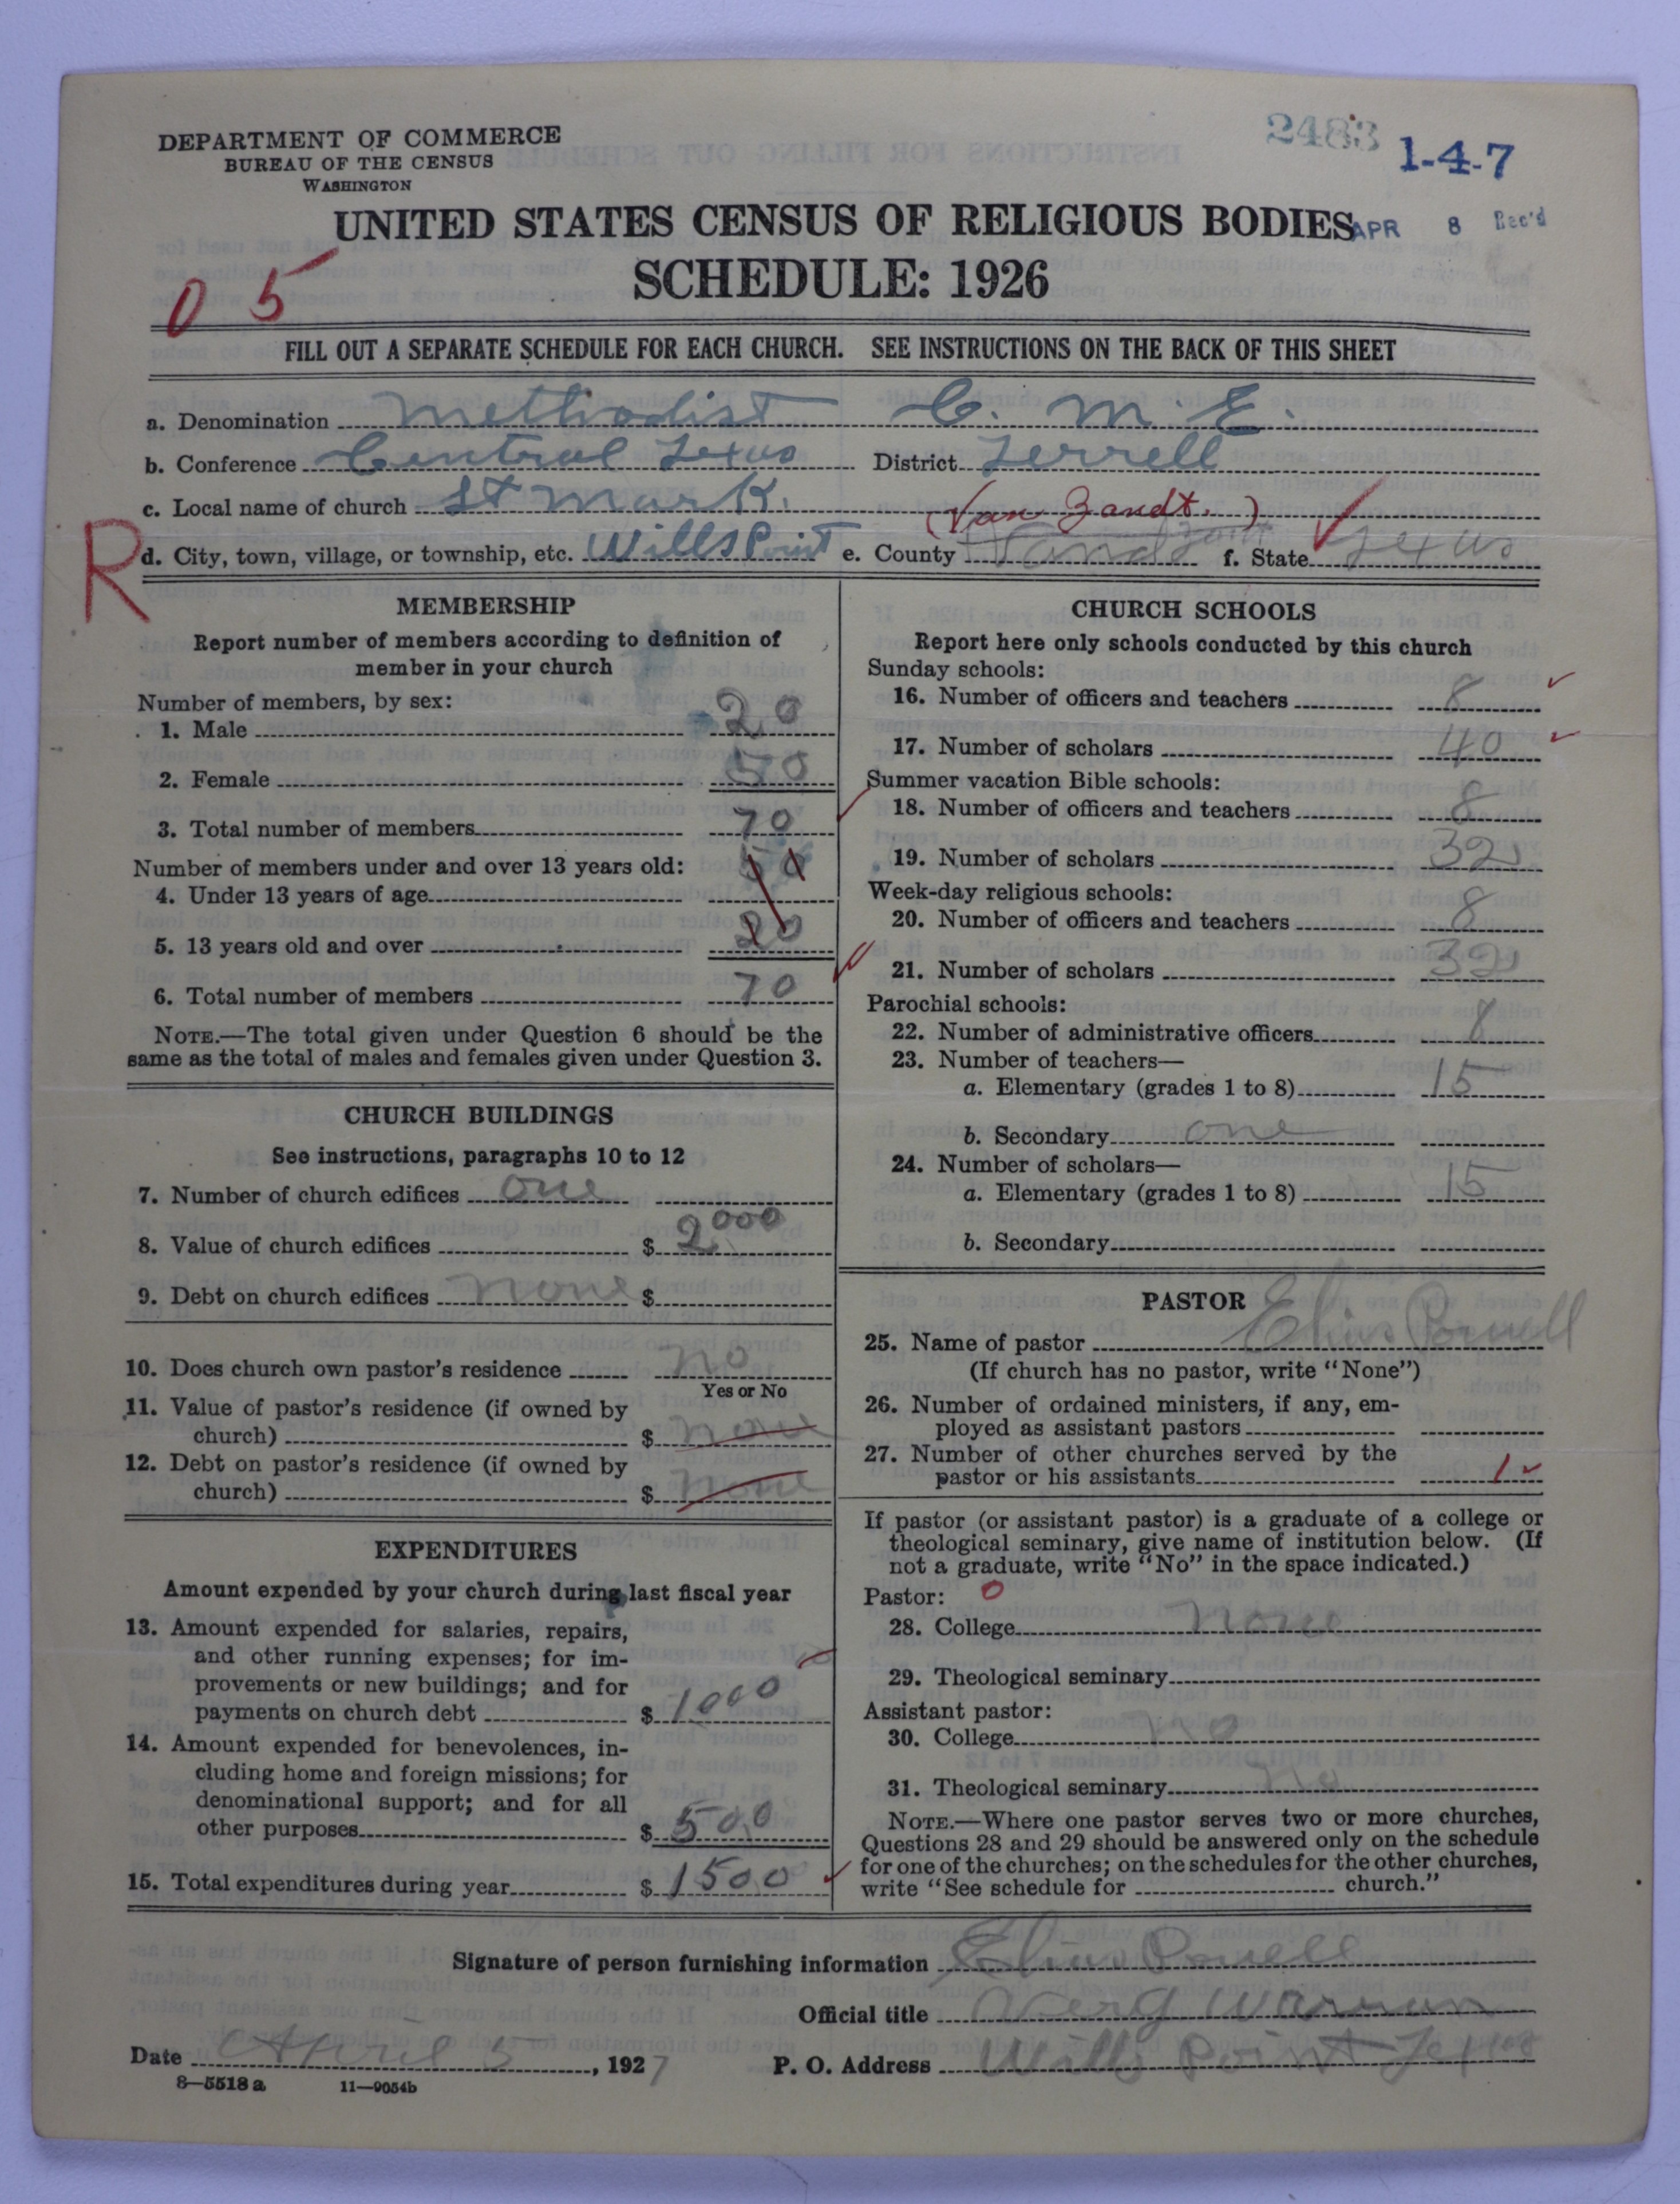 DEPARTMENT OF COMMERCE
BUREAU OF THE CENSUS
WASHINGTON
2483
1-4-7
UNITED STATES CENSUS OF RELIGIOUS BODIES
APR 8 Rec'd
SCHEDULE: 1926
0 5
FILL OUT A SEPARATE SCHEDULE FOR EACH CHURCH. SEE INSTRUCTIONS ON THE BACK OF THIS SHEET
a. Denomination Methodist C. M. E.
b. Conference Central Texas District Terrell
c. Local name of church St Mark.
(Van Zandt.)
R
d. City, town, village, or township, etc. Wills Point e. County Vand Zant f. State Texas
MEMBERSHIP
Report number of members according to definition of
member in your church
Number of members, by sex:
1. Male 20
2. Female 50
3. Total number of members 70
Number of members under and over 13 years old:
4. Under 13 years of age 50
5. 13 years old and over 20
6. Total number of members 70
NOTE.—The total given under Question 6 should be the
same as the total of males and females given under Question 3.
CHURCH BUILDINGS
See instructions, paragraphs 10 to 12
7. Number of church edifices one
8. Value of church edifices $ 2000
9. Debt on church edifices none $
10. Does church own pastor's residence no
Yes or No
11. Value of pastor's residence (if owned by
church) $ none
12. Debt on pastor's residence (if owned by
church) $ none
EXPENDITURES
Amount expended by your church during last fiscal year
13. Amount expended for salaries, repairs,
and other running expenses; for im-
provements or new buildings; and for
payments on church debt $ 1000
14. Amount expended for benevolences, in-
cluding home and foreign missions; for
denominational support; and for all
other purposes $ 500
15. Total expenditures during year $ 1500
CHURCH SCHOOLS
Report here only schools conducted by this church
Sunday schools:
16. Number of officers and teachers 8
17. Number of scholars 40
Summer vacation Bible schools:
18. Number of officers and teachers 8
19. Number of scholars 32
Week-day religious schools:
20. Number of officers and teachers 8
21. Number of scholars 32
Parochial schools:
22. Number of administrative officers 8
23. Number of teachers—
a. Elementary (grades 1 to 8) 15
b. Secondary one
24. Number of scholars—
a. Elementary (grades 1 to 8) 15
b. Secondary
PASTOR
25. Name of pastor Elias Powell
(If church has no pastor, write "None")
26. Number of ordained ministers, if any, em-
ployed as assistant pastors
27. Number of other churches served by the
pastor or his assistants 1
If pastor (or assistant pastor) is a graduate of a college or
theological seminary, give name of institution below. (If
not a graduate, write "No" in the space indicated.)
Pastor: 0
28. College none
29. Theological seminary
Assistant pastor:
30. College no
31. Theological seminary no
NOTE.—Where one pastor serves two or more churches,
Questions 28 and 29 should be answered only on the schedule
for one of the churches; on the schedules for the other churches,
write "See schedule for church."
Signature of person furnishing information Elias Powell
Official title
Date April 5, 1927 P. O. Address Wills Point Texas
8—5518 a 11—9054b